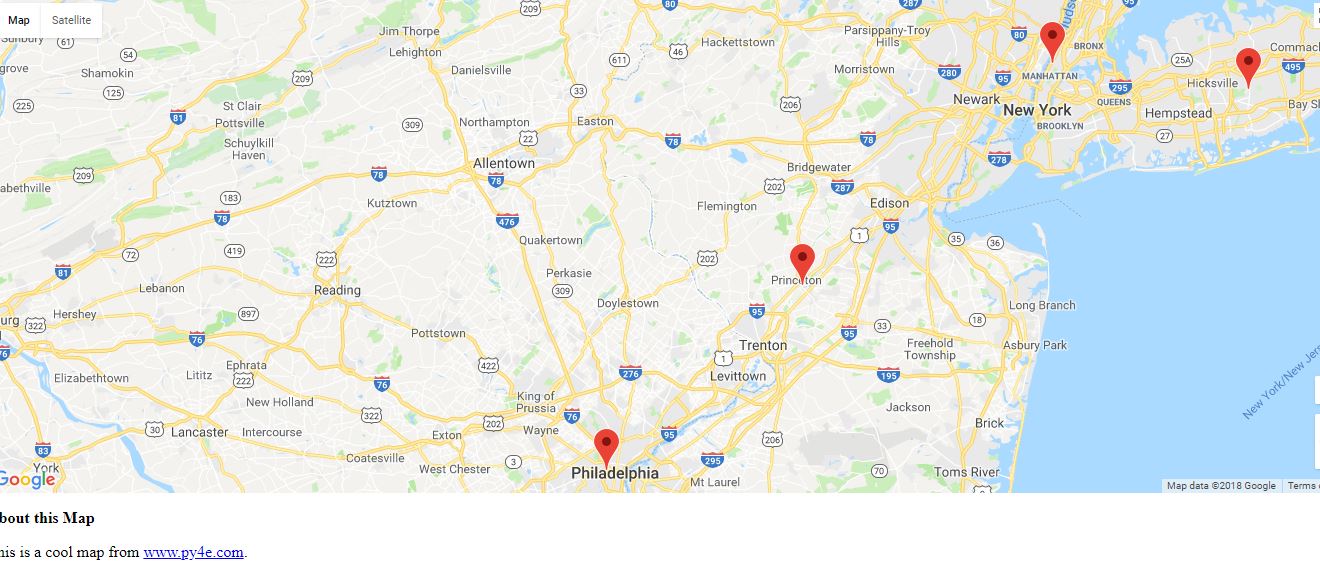 Map Satellite
209 80 287 95
Jim Thorpe Parsippany-Troy Hills
Sunbury 61 Hackettstown 80 BRONX
Lehighton 46 Commack
grove 54 611 25A
Shamokin Danielsville Morristown 280 95 MANHATTAN 495
209 Hicksville
125 33 295
225 St Clair 206 Newark QUEENS Bay Sh
81 Pottsville Northampton Easton New York Hempstead
309 BROOKLYN
Schuylkill Haven 22 78 78 27
Allentown 278
209 78 78 Bridgewater
abethville 202 287
183 Kutztown Flemington Edison
78 476 95
Quakertown 1 35 36
72 419 222 202
81 Perkasie
Lebanon Reading 309 Princeton
Doylestown Long Branch
urg 322 Hershey 897 95 18
76 76 Pottstown 95 33
Trenton Freehold Township Asbury Park
Ephrata 422 276 1
Elizabethtown Lititz 222 76 Levittown 195
New Holland King of Prussia Jackson
322 202 76 Brick
30 Lancaster Intercourse Exton Wayne 95 206
83 Coatesville 3 295
York West Chester Philadelphia 70 Toms River
Google Mt Laurel 9
New York/New Jers
Hudso
Map data ©2018 Google Terms o
bout this Map
his is a cool map from www.py4e.com.